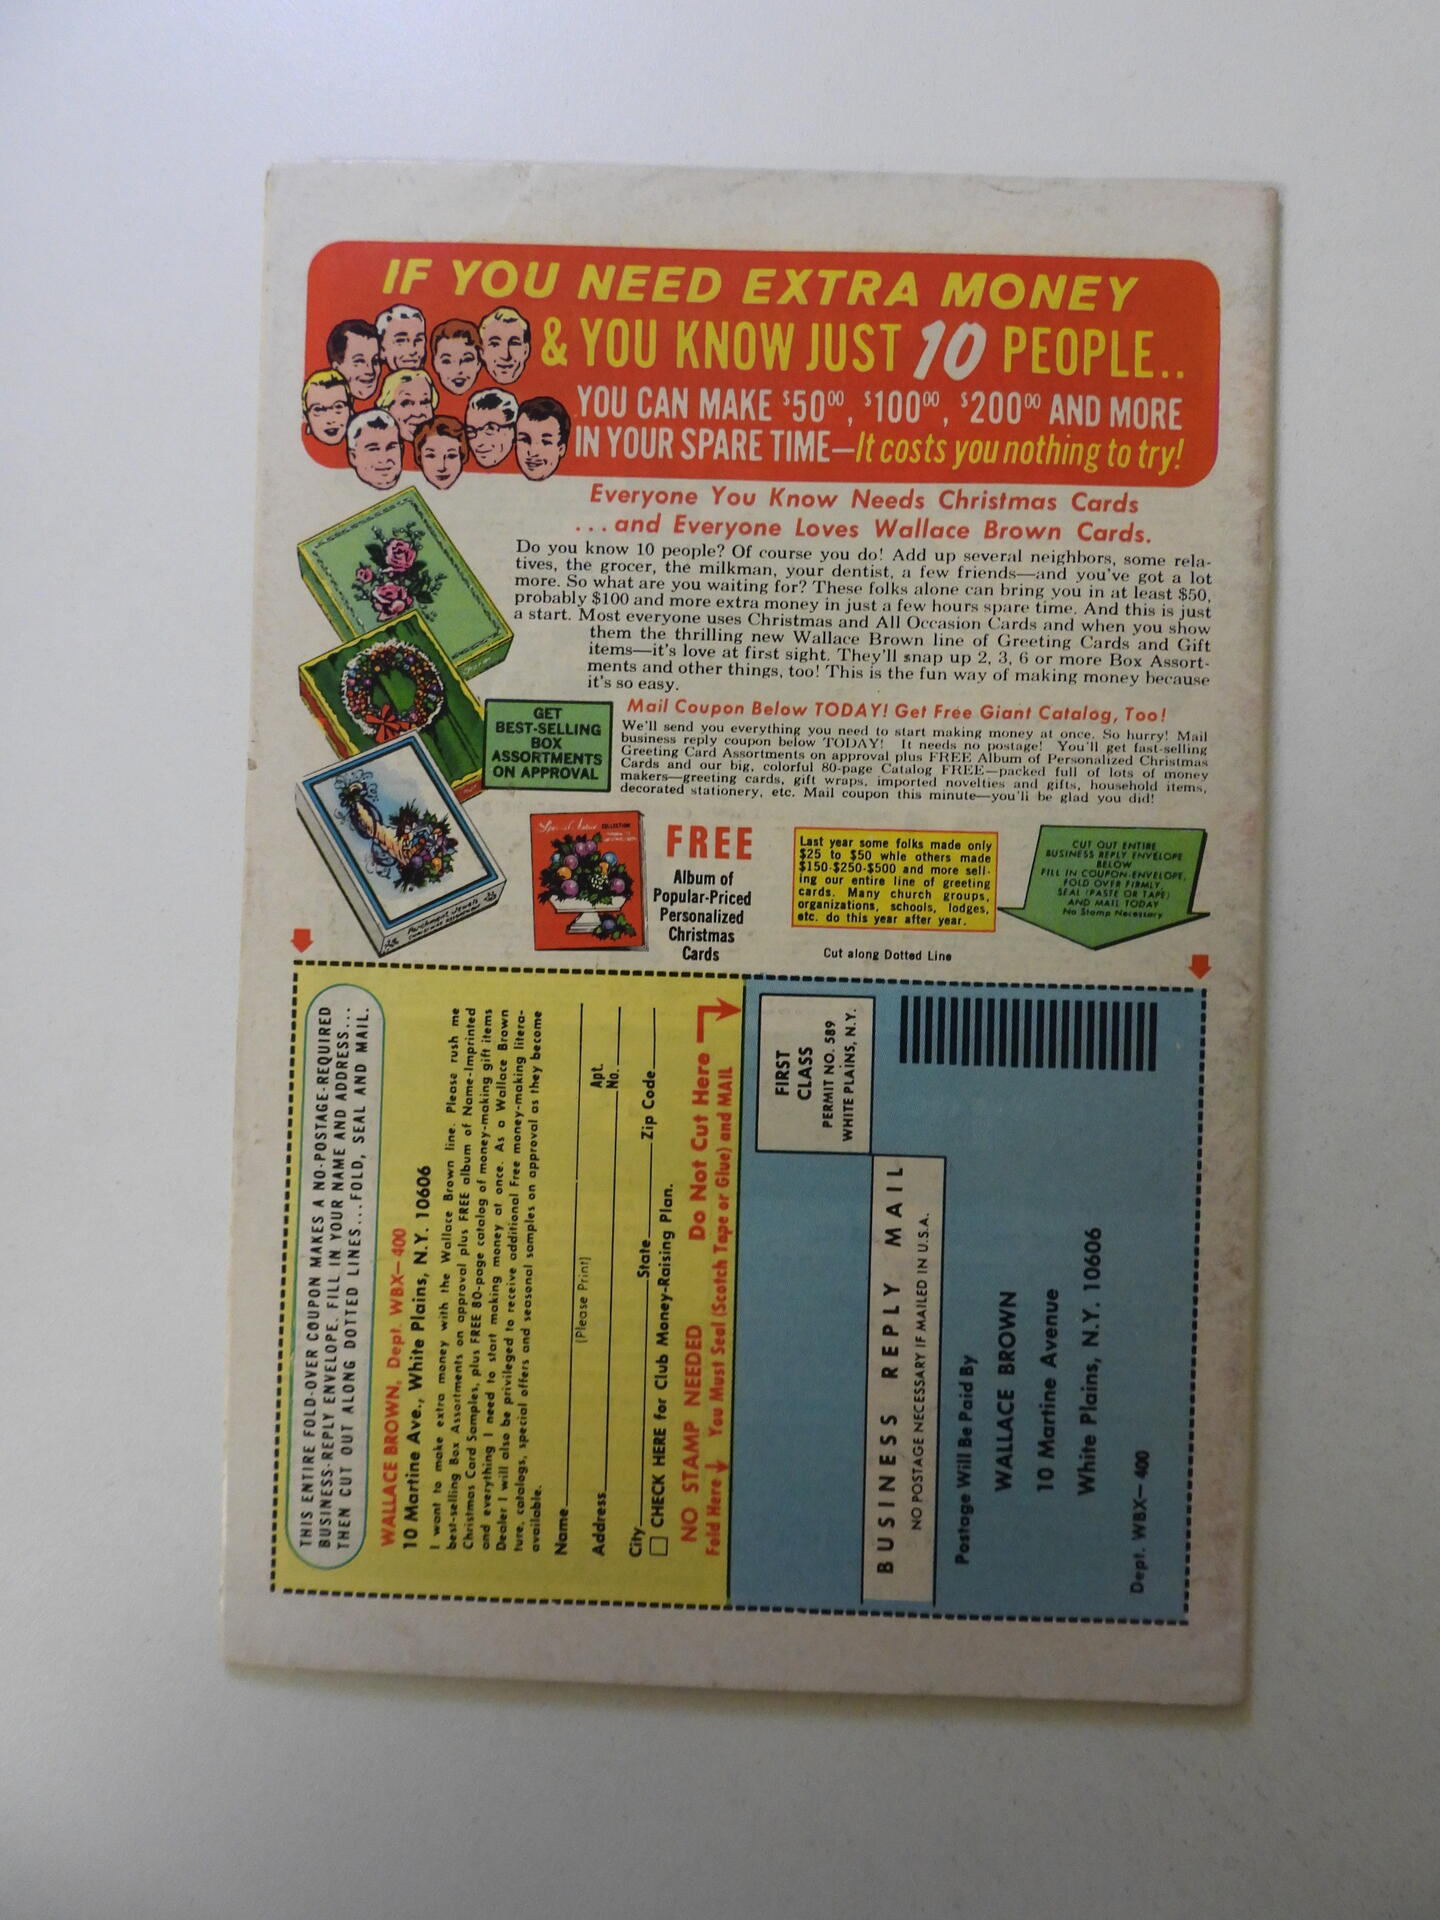 IF YOU NEED EXTRA MONEY
& YOU KNOW JUST 10 PEOPLE..
YOU CAN MAKE $50⁰⁰, $100⁰⁰, $200⁰⁰ AND MORE
IN YOUR SPARE TIME—It costs you nothing to try!
Everyone You Know Needs Christmas Cards
...and Everyone Loves Wallace Brown Cards.
Do you know 10 people? Of course you do! Add up several neighbors, some rela-
tives, the grocer, the milkman, your dentist, a few friends—and you've got a lot
more. So what are you waiting for? These folks alone can bring you in at least $50,
probably $100 and more extra money in just a few hours spare time. And this is just
a start. Most everyone uses Christmas and All Occasion Cards and when you show
them the thrilling new Wallace Brown line of Greeting Cards and Gift
items—it's love at first sight. They'll snap up 2, 3, 6 or more Box Assort-
ments and other things, too! This is the fun way of making money because
it's so easy.
GET
BEST-SELLING
BOX
ASSORTMENTS
ON APPROVAL
Mail Coupon Below TODAY! Get Free Giant Catalog, Too!
We'll send you everything you need to start making money at once. So hurry! Mail
business reply coupon below TODAY! It needs no postage! You'll get fast-selling
Greeting Card Assortments on approval plus FREE Album of Personalized Christmas
Cards and our big, colorful 80-page Catalog FREE—packed full of lots of money
makers—greeting cards, gift wraps, imported novelties and gifts, household items,
decorated stationery, etc. Mail coupon this minute—you'll be glad you did!
Parchment Jewels
COLLECTION
FREE
Album of
Popular-Priced
Personalized
Christmas
Cards
Last year some folks made only
$25 to $50 whle others made
$150-$250-$500 and more sell-
ing our entire line of greeting
cards. Many church groups,
organizations, schools, lodges,
etc. do this year after year.
Cut along Dotted Line
CUT OUT ENTIRE
BUSINESS REPLY ENVELOPE
BELOW
FILL IN COUPON-ENVELOPE,
FOLD OVER FIRMLY,
SEAL (PASTE OR TAPE)
AND MAIL TODAY
No Stamp Necessary
THIS ENTIRE FOLD-OVER COUPON MAKES A NO-POSTAGE-REQUIRED
BUSINESS-REPLY ENVELOPE. FILL IN YOUR NAME AND ADDRESS...
THEN CUT OUT ALONG DOTTED LINES...FOLD, SEAL AND MAIL.
WALLACE BROWN, Dept. WBX—400
10 Martine Ave., White Plains, N.Y. 10606
I want to make extra money with the Wallace Brown line. Please rush me
best-selling Box Assortments on approval plus FREE album of Name-Imprinted
Christmas Card Samples, plus FREE 80-page catalog of money-making gift items
and everything I need to start making money at once. As a Wallace Brown
Dealer I will also be privileged to receive additional Free money-making litera-
ture, catalogs, special offers and seasonal samples on approval as they become
available.
Name
(Please Print)
Address
Apt.
No.
City State Zip Code
CHECK HERE for Club Money-Raising Plan.
NO STAMP NEEDED Do Not Cut Here
Fold Here You Must Seal (Scotch Tape or Glue) and MAIL
FIRST
CLASS
PERMIT NO. 589
WHITE PLAINS, N.Y.
BUSINESS REPLY MAIL
NO POSTAGE NECESSARY IF MAILED IN U.S.A.
Postage Will Be Paid By
WALLACE BROWN
10 Martine Avenue
White Plains, N.Y. 10606
Dept. WBX—400